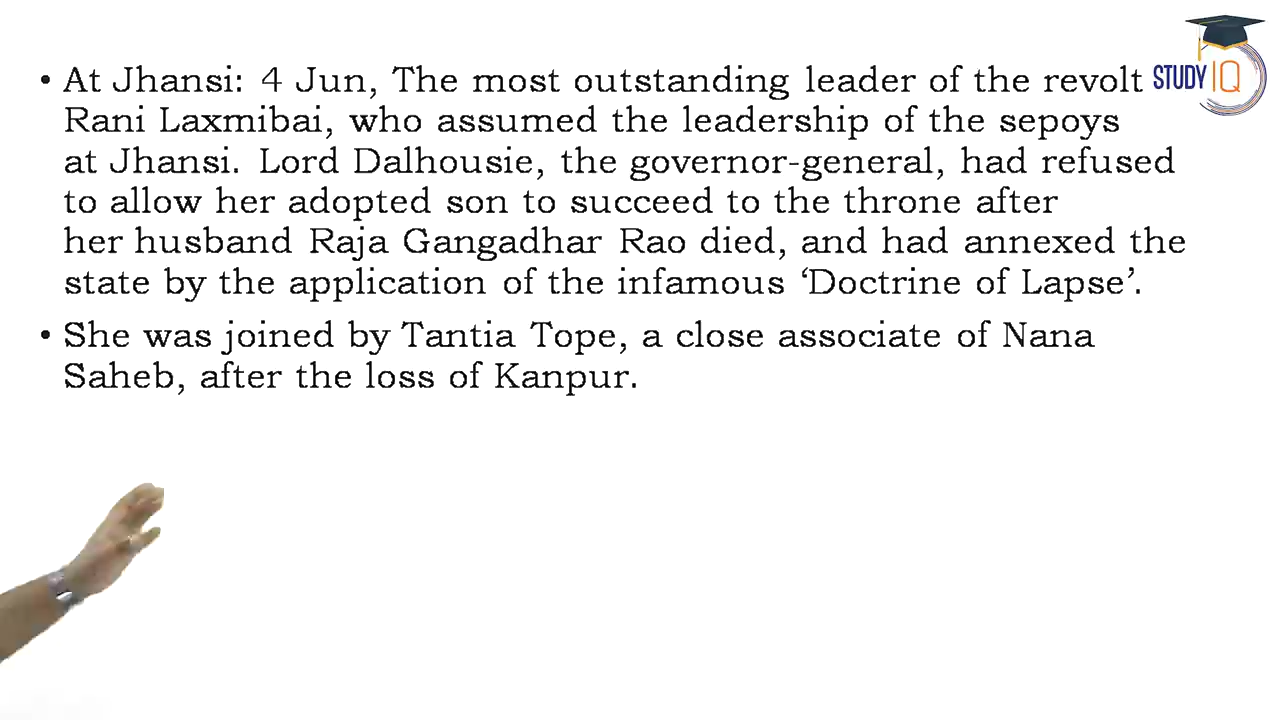 • At Jhansi: 4 Jun, The most outstanding leader of the revolt
Rani Laxmibai, who assumed the leadership of the sepoys
at Jhansi. Lord Dalhousie, the governor-general, had refused
to allow her adopted son to succeed to the throne after
her husband Raja Gangadhar Rao died, and had annexed the
state by the application of the infamous ‘Doctrine of Lapse’.
• She was joined by Tantia Tope, a close associate of Nana
Saheb, after the loss of Kanpur.
STUDY IQ